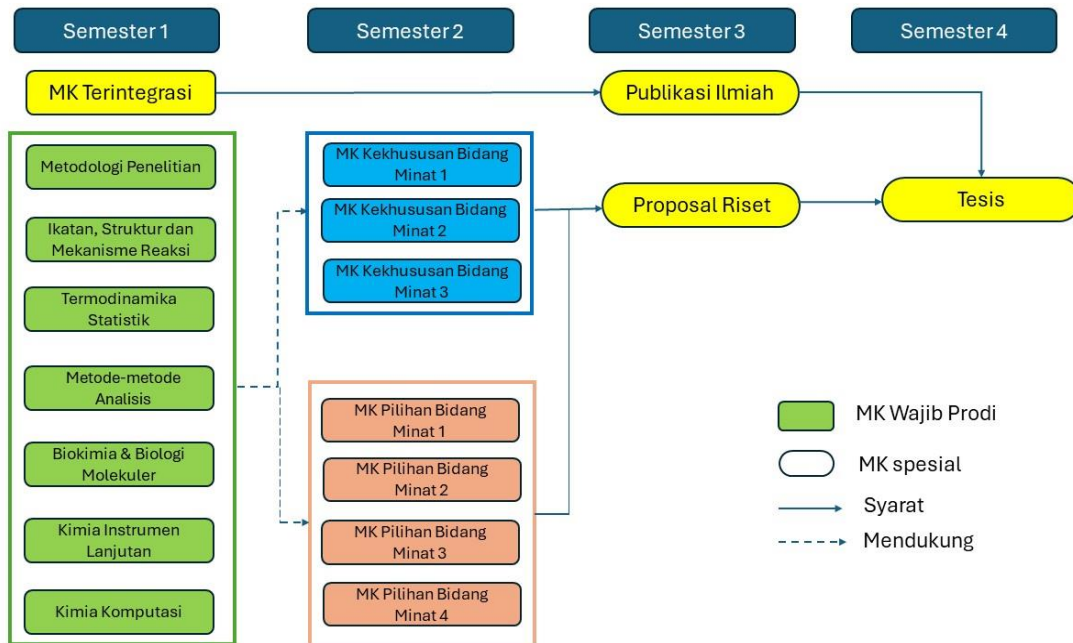 Semester 1
Semester 2
Semester 3
Semester 4
MK Terintegrasi
Publikasi Ilmiah
Metodologi Penelitian
Ikatan, Struktur dan
Mekanisme Reaksi
Termodinamika
Statistik
Metode-metode
Analisis
Biokimia & Biologi
Molekuler
Kimia Instrumen
Lanjutan
Kimia Komputasi
MK Kekhususan Bidang
Minat 1
MK Kekhususan Bidang
Minat 2
MK Kekhususan Bidang
Minat 3
MK Pilihan Bidang
Minat 1
MK Pilihan Bidang
Minat 2
MK Pilihan Bidang
Minat 3
MK Pilihan Bidang
Minat 4
Proposal Riset
Tesis
MK Wajib Prodi
MK spesial
Syarat
Mendukung